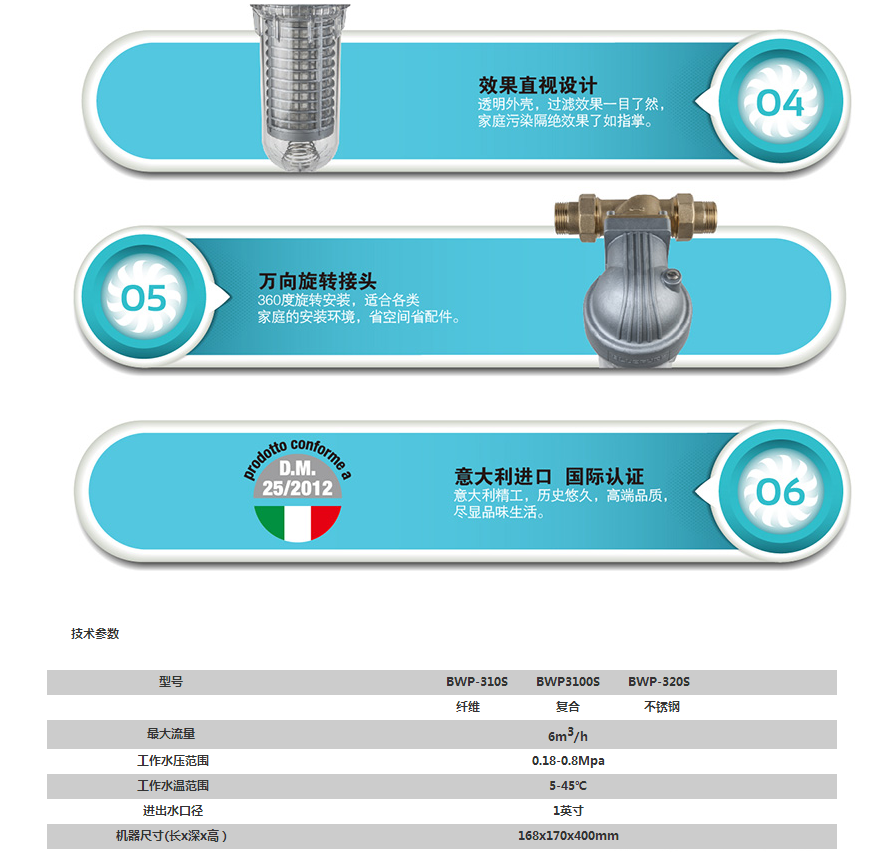 效果直视设计
透明外壳，过滤效果一目了然，
家庭污染隔绝效果了如指掌。
04
05
万向旋转接头
360度旋转安装，适合各类
家庭的安装环境，省空间省配件。
prodotto conforme a
D.M.
25/2012
意大利进口 国际认证
意大利精工，历史悠久，高端品质，
尽显品味生活。
06
技术参数
型号 BWP-310S BWP3100S BWP-320S
纤维 复合 不锈钢
最大流量 6m³/h
工作水压范围 0.18-0.8Mpa
工作水温范围 5-45℃
进出水口径 1英寸
机器尺寸(长x深x高) 168x170x400mm